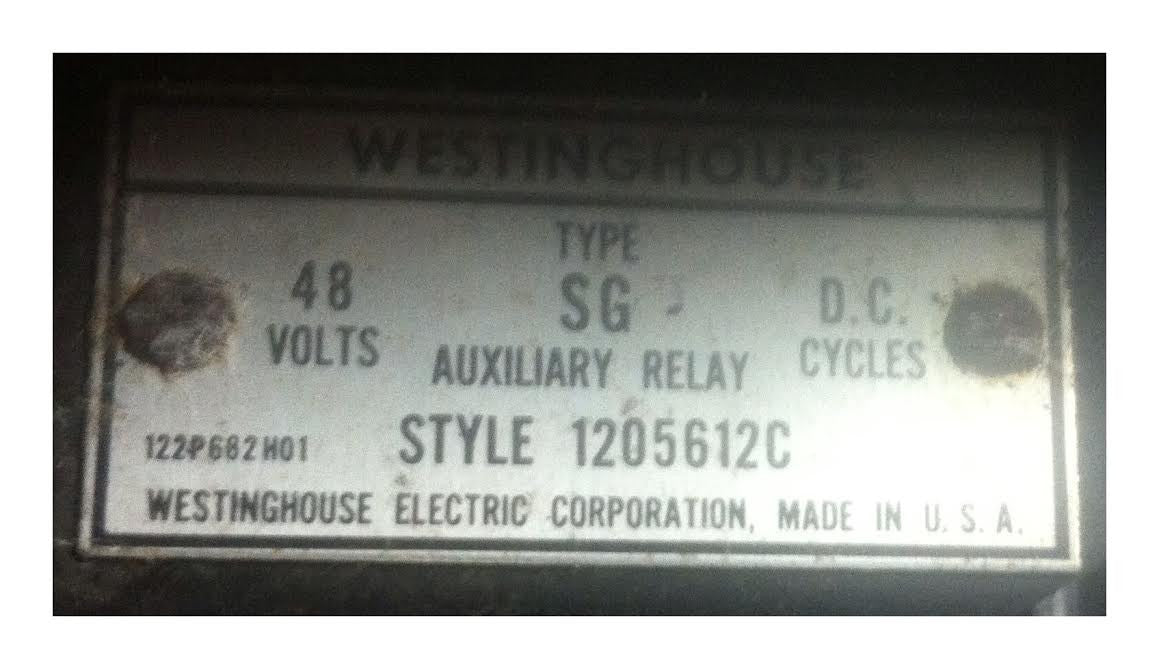 WESTINGHOUSE
TYPE
48 SG D.C.
VOLTS AUXILIARY RELAY CYCLES
122P682H01 STYLE 1205612C
WESTINGHOUSE ELECTRIC CORPORATION, MADE IN U.S.A.